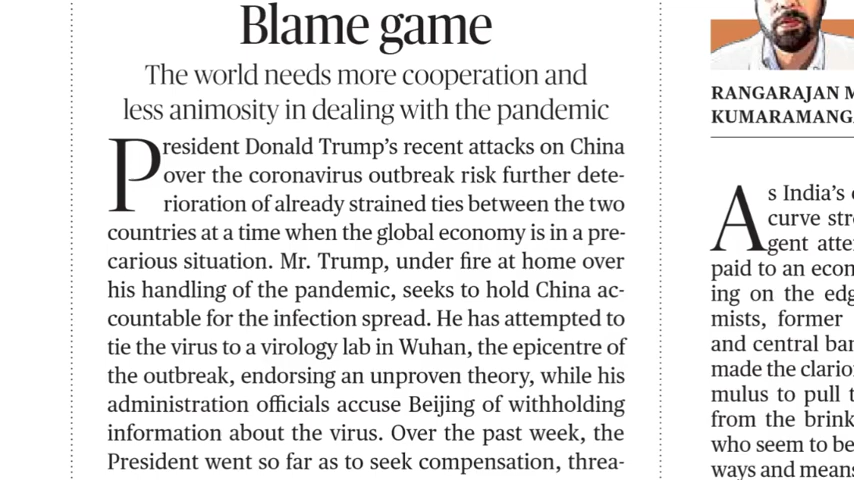 Blame game
The world needs more cooperation and
less animosity in dealing with the pandemic
President Donald Trump's recent attacks on China
over the coronavirus outbreak risk further dete-
rioration of already strained ties between the two
countries at a time when the global economy is in a pre-
carious situation. Mr. Trump, under fire at home over
his handling of the pandemic, seeks to hold China ac-
countable for the infection spread. He has attempted to
tie the virus to a virology lab in Wuhan, the epicentre of
the outbreak, endorsing an unproven theory, while his
administration officials accuse Beijing of withholding
information about the virus. Over the past week, the
President went so far as to seek compensation, threa-
RANGARAJAN
KUMARAMANG
As India's
curve str
gent atte
paid to an econ
ing on the edg
mists, former
and central ban
made the clario
mulus to pull t
from the brink
who seem to be
ways and means